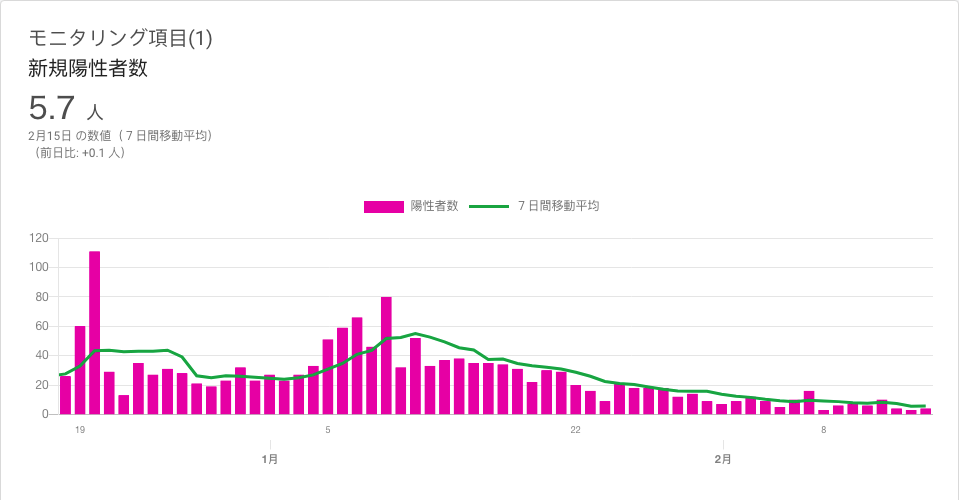 モニタリング項目(1)
新規陽性者数
5.7 人
2月15日 の数値（７日間移動平均）
（前日比: +0.1 人）
陽性者数 ７日間移動平均
120
100
80
60
40
20
0
19 5 22 8
1月 2月